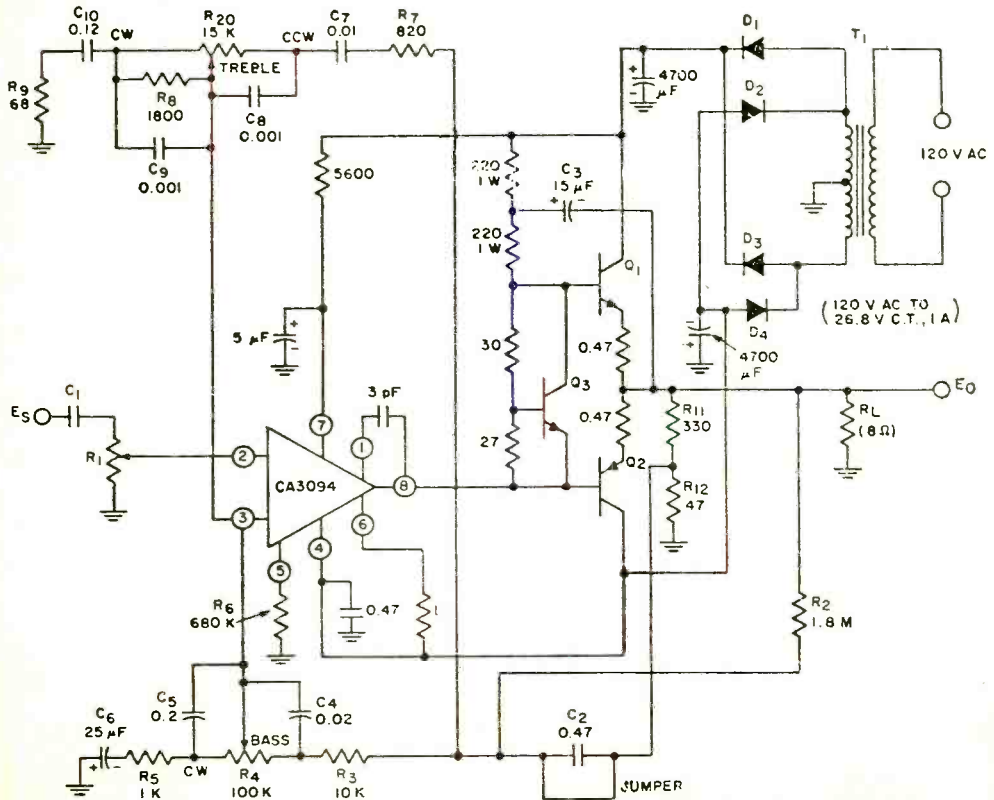 C10
0.12
CW
R20
15 K
TREBLE
CCW
C7
0.01
R7
820
R9
68
R8
1800
C8
0.001
C9
0.001
5600
220
1 W
C3
15 µF
+ -
220
1 W
+
-
4700
µF
D1
D2
D3
D4
T1
120 V AC
(120 V AC TO
26.8 V C.T., 1 A)
-
+
4700
µF
Q1
0.47
Q3
30
27
0.47
Q2
R11
330
R12
47
RL
(8Ω)
EO
R2
1.8 M
5 µF
+
-
3 pF
ES
C1
R1
2
3
7
1
8
6
4
5
CA3094
R6
680 K
0.47
1
C5
0.2
C4
0.02
C6
25 µF
+ -
R5
1 K
CW
BASS
R4
100 K
R3
10 K
C2
0.47
JUMPER